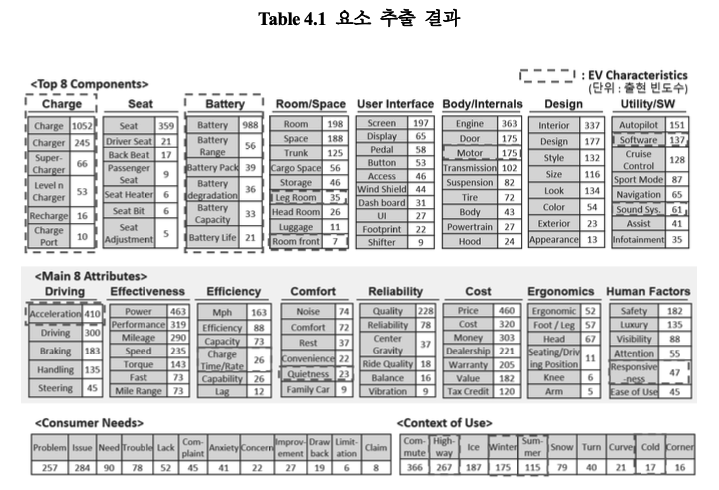 Table 4.1 요소 추출 결과
: EV Characteristics
(단위 : 출현 빈도수)
<Top 8 Components>
Charge
Charge 1052
Charger 245
Super-Charger 66
Level n Charger 53
Recharge 16
Charge Port 10
Seat
Seat 359
Driver Seat 21
Back Beat 17
Passenger Seat 9
Seat Heater 6
Seat Bit 6
Seat Adjustment 5
Battery
Battery 988
Battery Range 56
Battery Pack 39
Battery degradation 36
Battery Capacity 33
Battery Life 21
Room/Space
Room 198
Space 188
Trunk 125
Cargo Space 56
Storage 46
Leg Room 35
Head Room 26
Luggage 11
Room front 7
User Interface
Screen 197
Display 65
Pedal 58
Button 53
Access 46
Wind Shield 44
Dash board 31
UI 27
Footprint 22
Shifter 9
Body/Internals
Engine 363
Door 175
Motor 175
Transmission 102
Suspension 82
Tire 72
Body 43
Powertrain 27
Hood 24
Design
Interior 337
Design 177
Style 132
Size 116
Look 134
Color 54
Exterior 23
Appearance 13
Utility/SW
Autopilot 151
Software 137
Cruise Control 128
Sport Mode 87
Navigation 65
Sound Sys. 61
Assist 41
Infotainment 35
<Main 8 Attributes>
Driving
Acceleration 410
Driving 300
Braking 183
Handling 135
Steering 45
Effectiveness
Power 463
Performance 319
Mileage 290
Speed 235
Torque 143
Fast 73
Mile Range 73
Efficiency
Mph 163
Efficiency 88
Capacity 73
Charge Time/Rate 26
Capability 26
Lag 12
Comfort
Noise 74
Comfort 72
Rest 37
Convenience 22
Quietness 23
Family Car 9
Reliability
Quality 228
Reliability 78
Center Gravity 37
Ride Quality 18
Balance 16
Vibration 9
Cost
Price 460
Cost 320
Money 303
Dealership 221
Warranty 205
Value 182
Tax Credit 120
Ergonomics
Ergonomic 52
Foot / Leg 57
Head 67
Seating/Driving Position 11
Knee 6
Arm 5
Human Factors
Safety 182
Luxury 135
Visibility 88
Attention 55
Responsive-ness 47
Ease of Use 45
<Consumer Needs>
Problem Issue Need Trouble Lack Com-plaint Anxiety Concern Improv-ement Draw back Limit-ation Claim
257 284 90 78 52 45 41 22 27 19 6 8
<Context of Use>
Com-mute High-way Ice Winter Sum-mer Snow Turn Curve Cold Corner
366 267 187 175 115 79 40 21 17 16